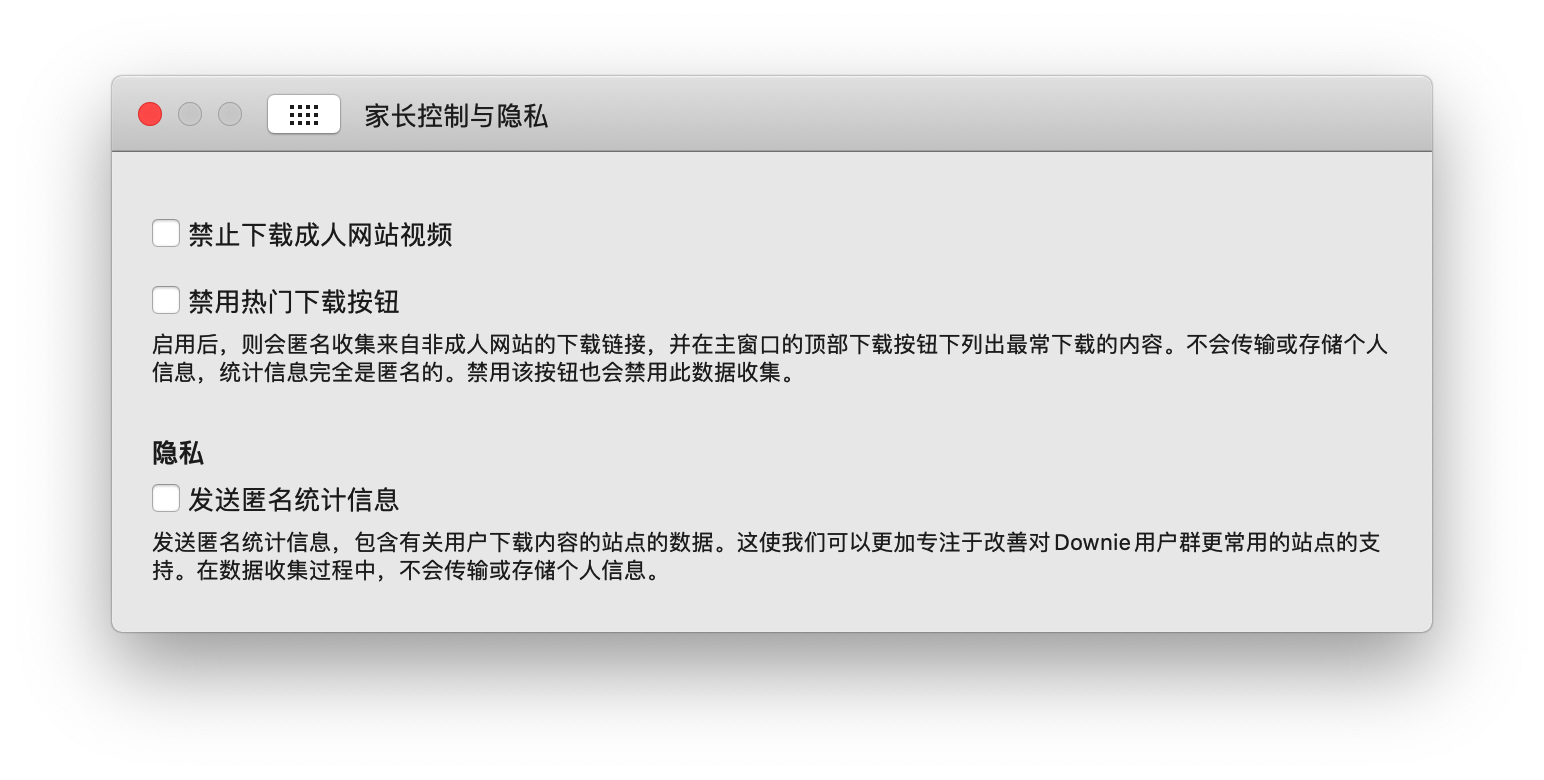 家长控制与隐私
禁止下载成人网站视频
禁用热门下载按钮
启用后，则会匿名收集来自非成人网站的下载链接，并在主窗口的顶部下载按钮下列出最常下载的内容。不会传输或存储个人
信息，统计信息完全是匿名的。禁用该按钮也会禁用此数据收集。
隐私
发送匿名统计信息
发送匿名统计信息，包含有关用户下载内容的站点的数据。这使我们可以更加专注于改善对Downie用户群更常用的站点的支
持。在数据收集过程中，不会传输或存储个人信息。